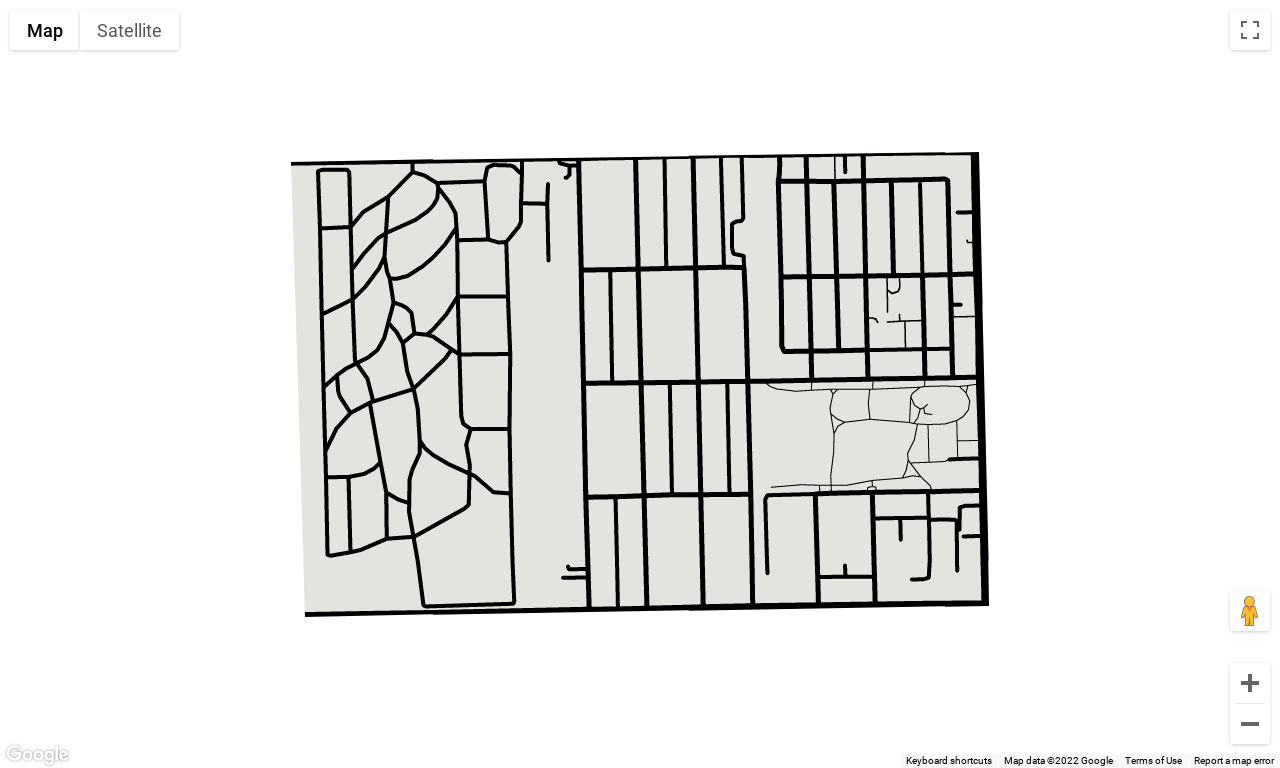 Map Satellite
Google
Keyboard shortcuts Map data ©2022 Google Terms of Use Report a map error